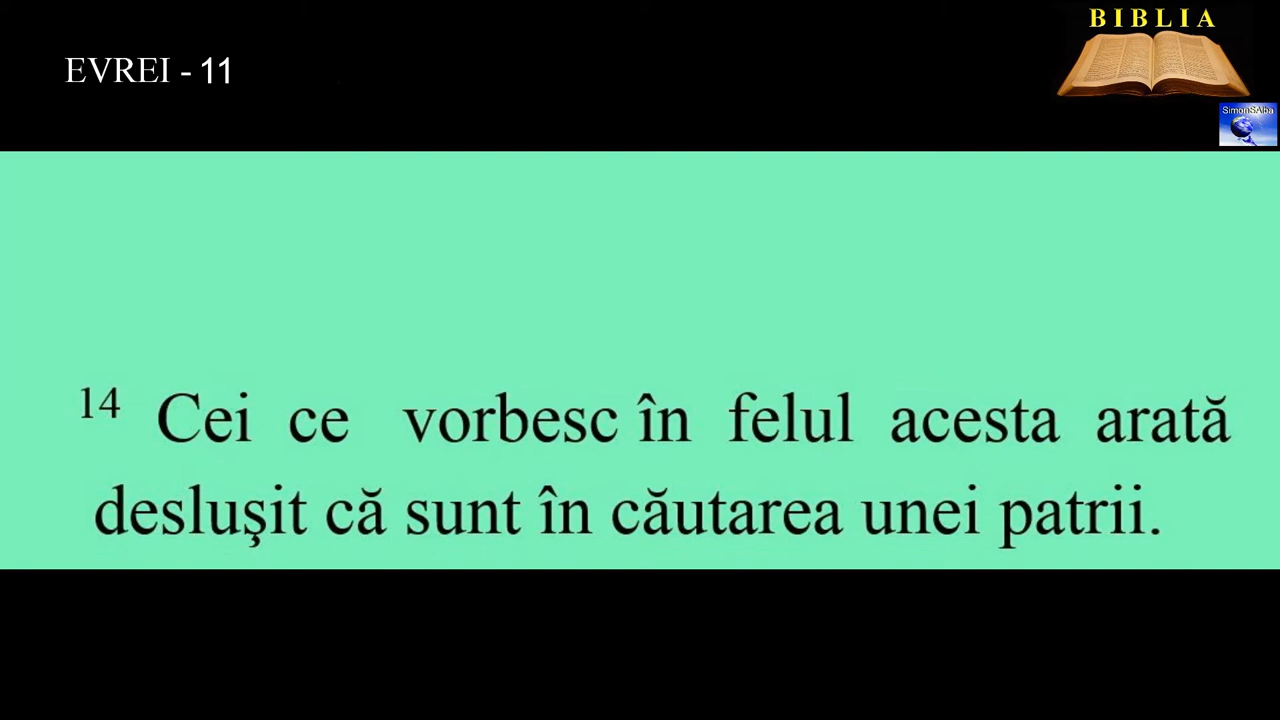 BIBLIA
EVREI - 11
SimonSAlba
14 Cei ce vorbesc în felul acesta arată
desluşit că sunt în căutarea unei patrii.